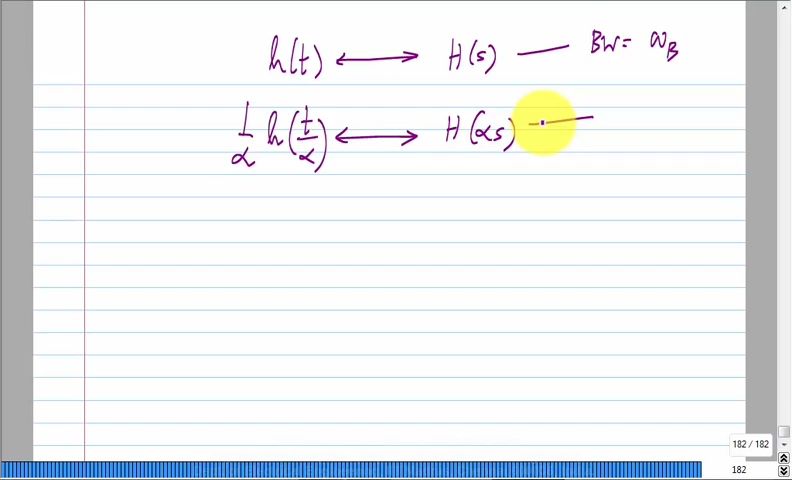 h(t) ⟷ H(s) — BW = ω_B
1/α h(t/α) ⟷ H(αs) —
182 / 182
182